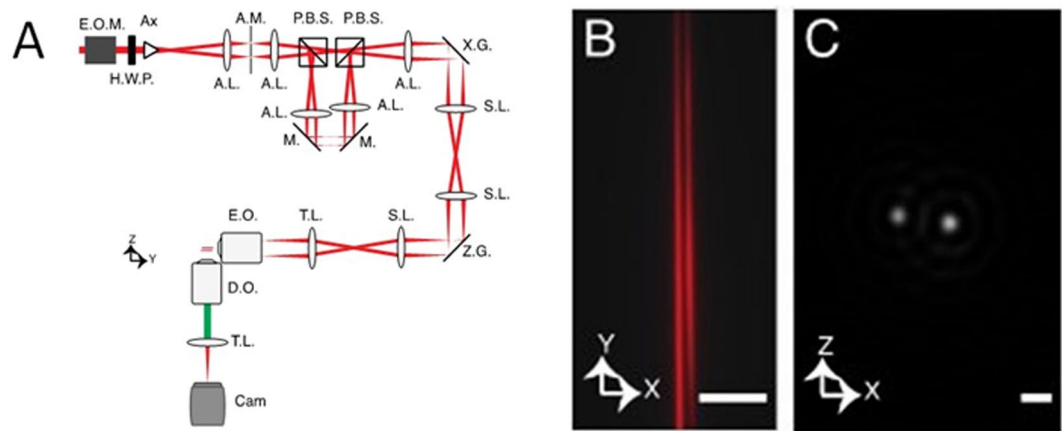 A
E.O.M.
Ax
H.W.P.
A.L.
A.M.
A.L.
P.B.S. P.B.S.
A.L.
X.G.
A.L.
A.L.
M.
M.
S.L.
S.L.
E.O.
T.L.
S.L.
Z.G.
Z
Y
D.O.
T.L.
Cam
B
Y
X
C
Z
X